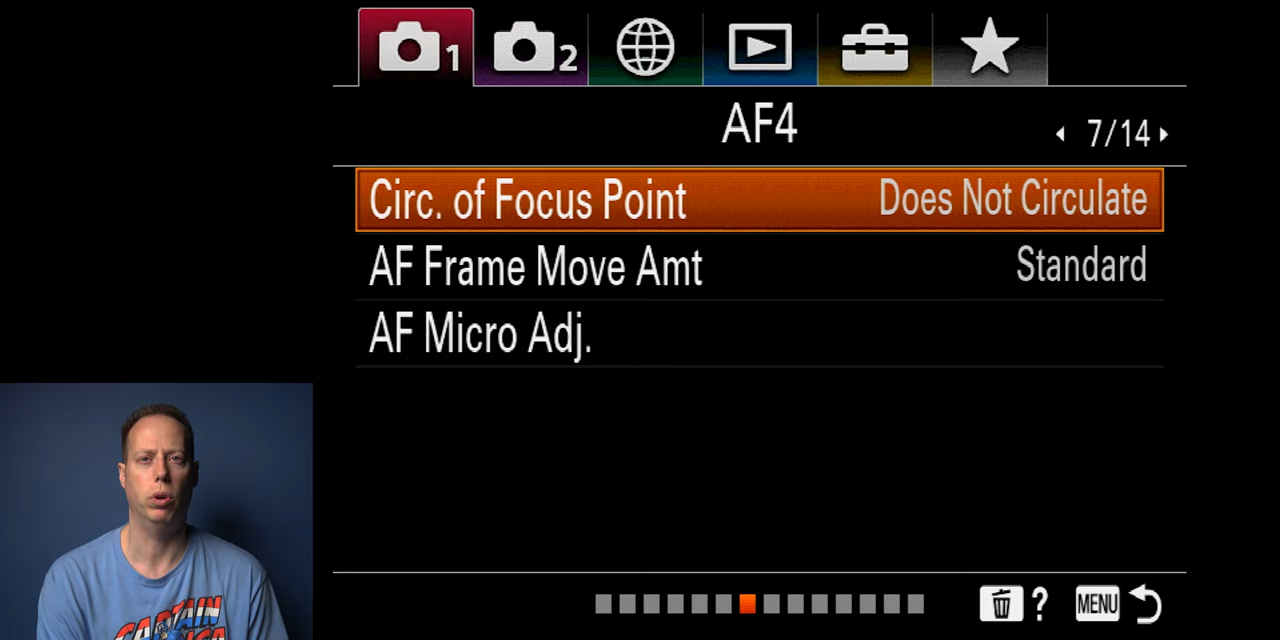 1 2
AF4
7/14
Circ. of Focus Point Does Not Circulate
AF Frame Move Amt Standard
AF Micro Adj.
? MENU
CAPTAIN